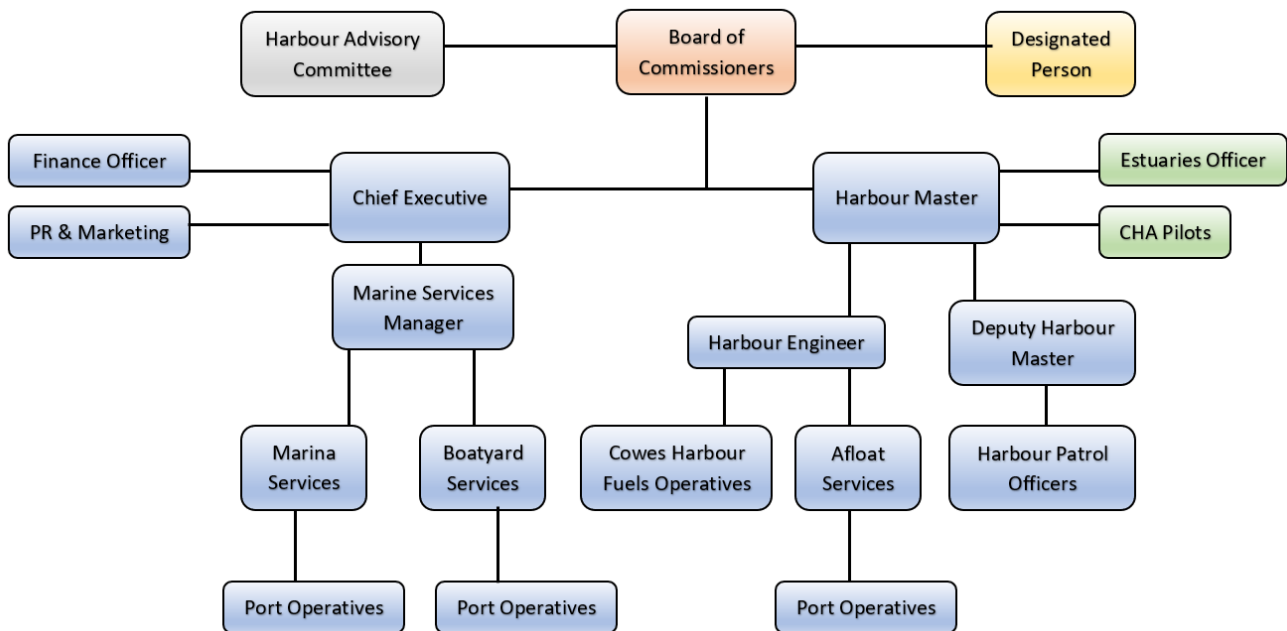 Harbour Advisory
Committee
Board of
Commissioners
Designated
Person
Finance Officer
PR & Marketing
Chief Executive
Harbour Master
Estuaries Officer
CHA Pilots
Marine Services
Manager
Harbour Engineer
Deputy Harbour
Master
Marina
Services
Boatyard
Services
Cowes Harbour
Fuels Operatives
Afloat
Services
Harbour Patrol
Officers
Port Operatives
Port Operatives
Port Operatives